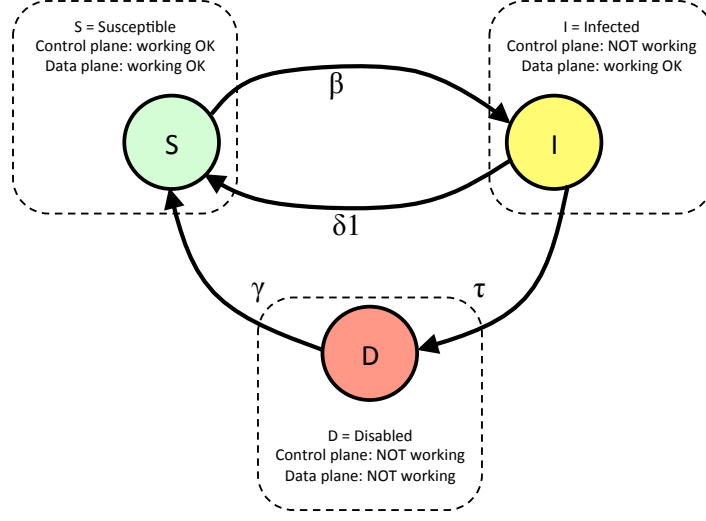 S = Susceptible
Control plane: working OK
Data plane: working OK
I = Infected
Control plane: NOT working
Data plane: working OK
β
S
I
δ1
γ
τ
D
D = Disabled
Control plane: NOT working
Data plane: NOT working